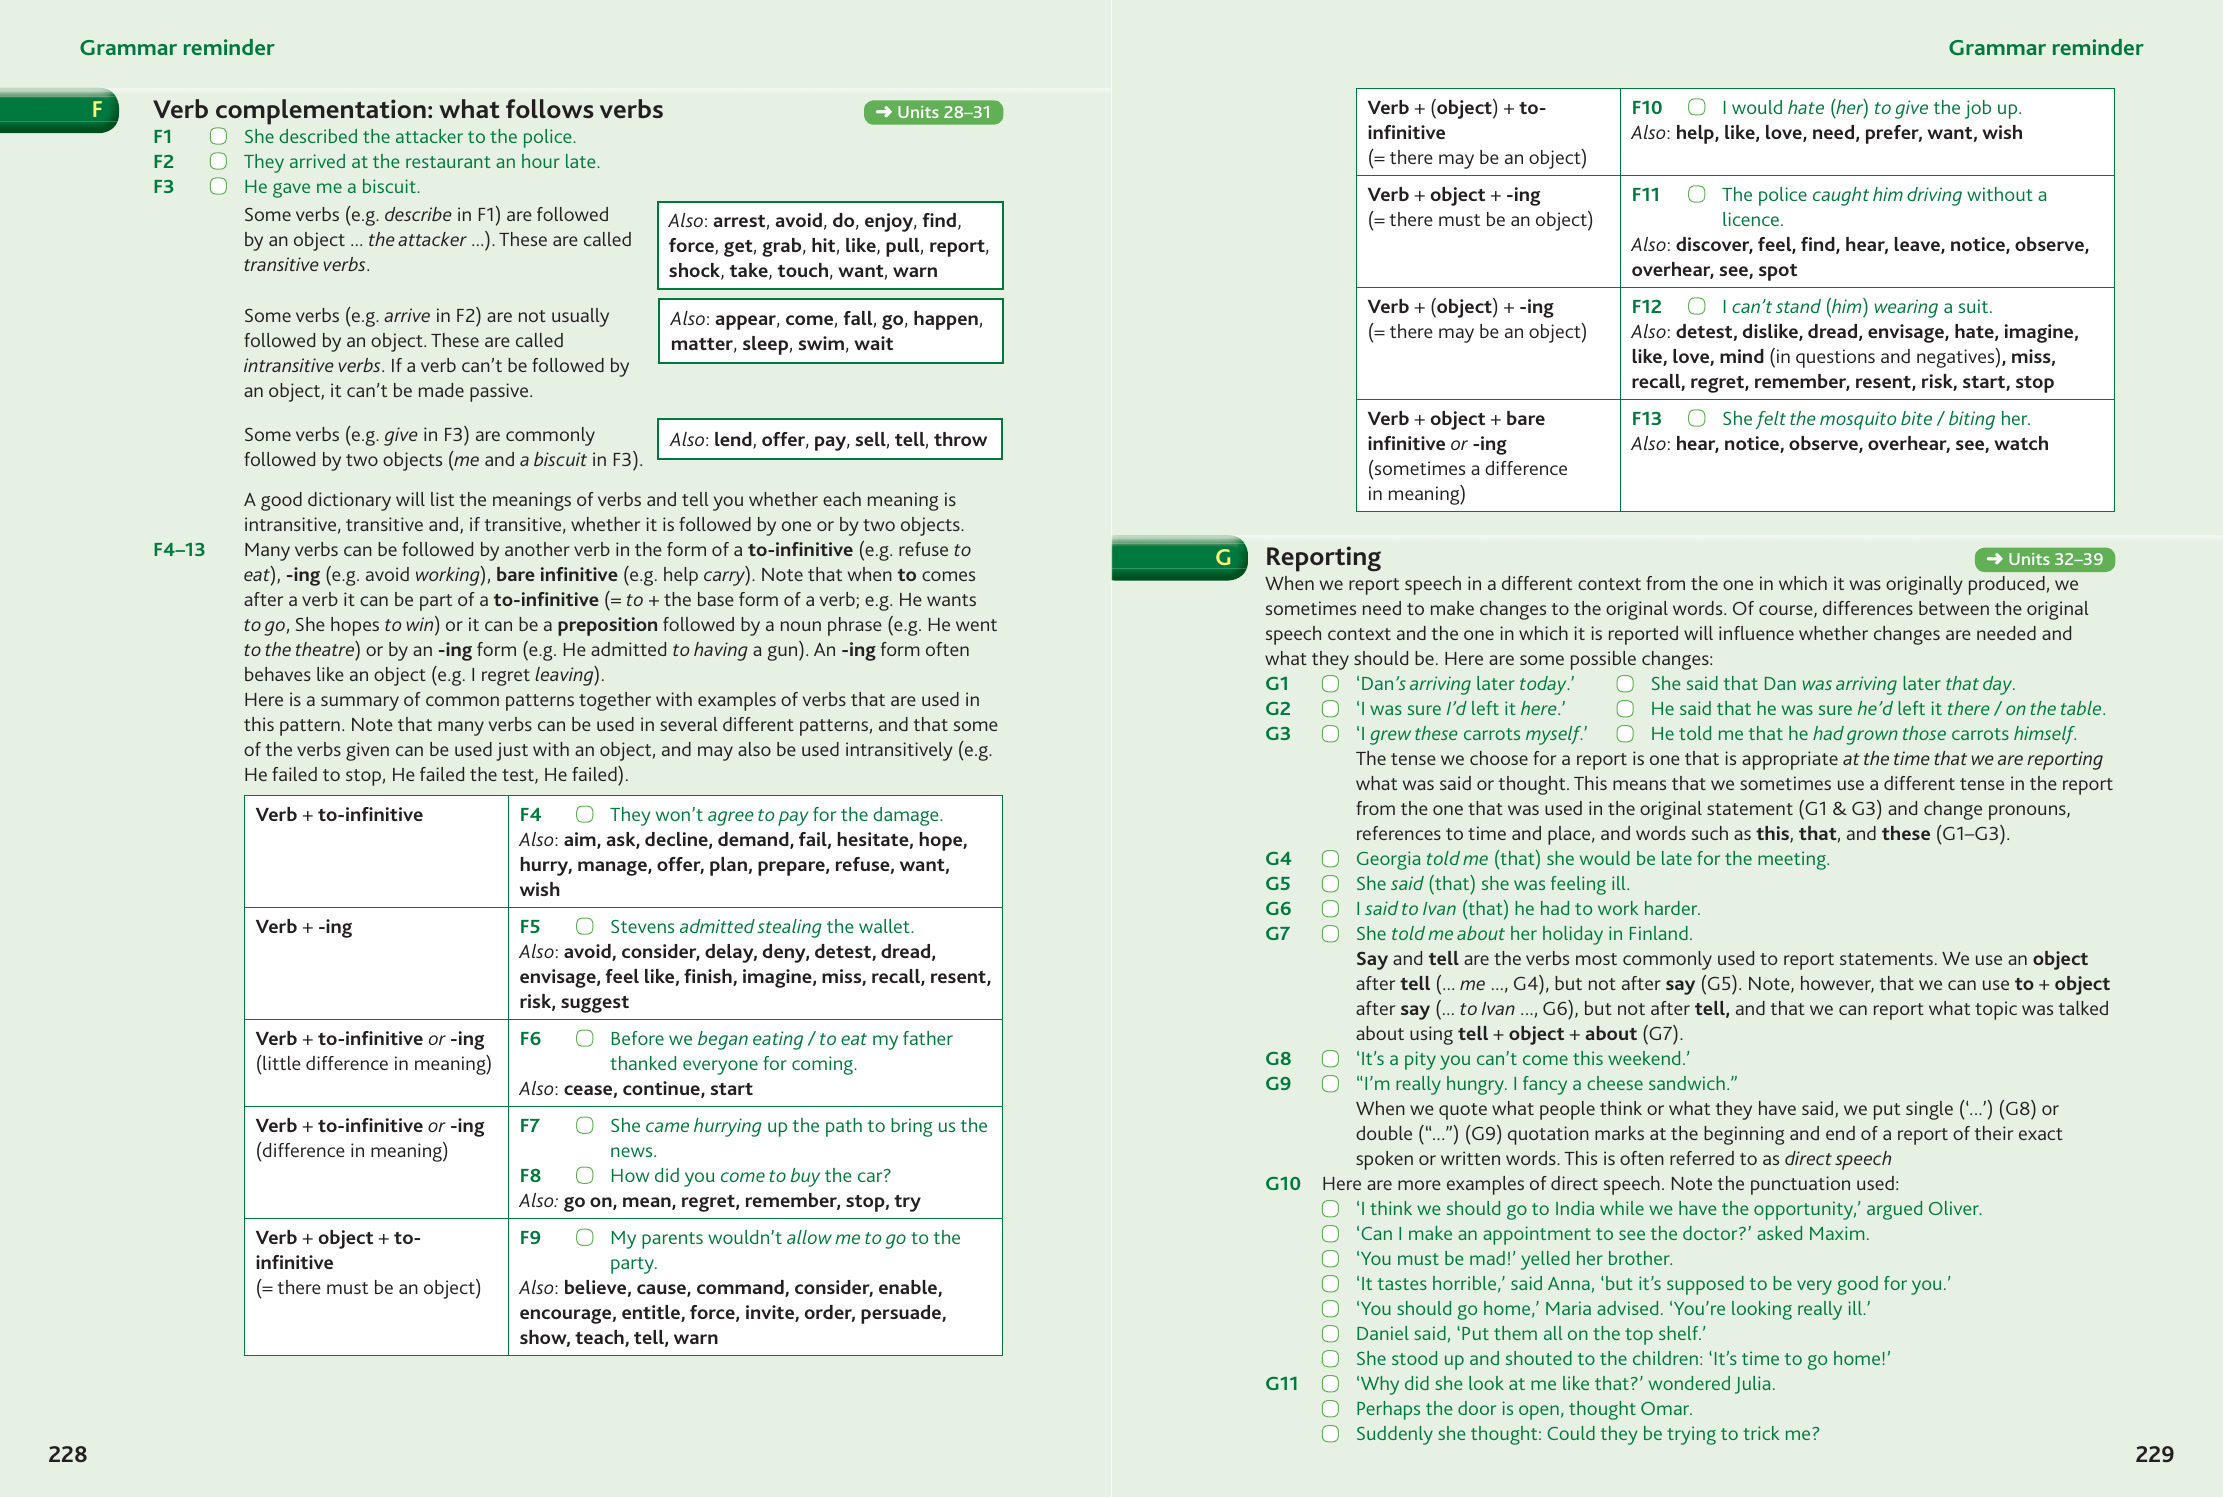 Grammar reminder
F
Verb complementation: what follows verbs
➜ Units 28–31
F1 She described the attacker to the police.
F2 They arrived at the restaurant an hour late.
F3 He gave me a biscuit.
Some verbs (e.g. describe in F1) are followed
by an object ... the attacker ...). These are called
transitive verbs.
Also: arrest, avoid, do, enjoy, find,
force, get, grab, hit, like, pull, report,
shock, take, touch, want, warn
Some verbs (e.g. arrive in F2) are not usually
followed by an object. These are called
intransitive verbs. If a verb can’t be followed by
an object, it can’t be made passive.
Also: appear, come, fall, go, happen,
matter, sleep, swim, wait
Some verbs (e.g. give in F3) are commonly
followed by two objects (me and a biscuit in F3).
Also: lend, offer, pay, sell, tell, throw
A good dictionary will list the meanings of verbs and tell you whether each meaning is
intransitive, transitive and, if transitive, whether it is followed by one or by two objects.
F4–13 Many verbs can be followed by another verb in the form of a to-infinitive (e.g. refuse to
eat), -ing (e.g. avoid working), bare infinitive (e.g. help carry). Note that when to comes
after a verb it can be part of a to-infinitive (= to + the base form of a verb; e.g. He wants
to go, She hopes to win) or it can be a preposition followed by a noun phrase (e.g. He went
to the theatre) or by an -ing form (e.g. He admitted to having a gun). An -ing form often
behaves like an object (e.g. I regret leaving).
Here is a summary of common patterns together with examples of verbs that are used in
this pattern. Note that many verbs can be used in several different patterns, and that some
of the verbs given can be used just with an object, and may also be used intransitively (e.g.
He failed to stop, He failed the test, He failed).
Verb + to-infinitive
F4 They won’t agree to pay for the damage.
Also: aim, ask, decline, demand, fail, hesitate, hope,
hurry, manage, offer, plan, prepare, refuse, want,
wish
Verb + -ing
F5 Stevens admitted stealing the wallet.
Also: avoid, consider, delay, deny, detest, dread,
envisage, feel like, finish, imagine, miss, recall, resent,
risk, suggest
Verb + to-infinitive or -ing
(little difference in meaning)
F6 Before we began eating / to eat my father
thanked everyone for coming.
Also: cease, continue, start
Verb + to-infinitive or -ing
(difference in meaning)
F7 She came hurrying up the path to bring us the
news.
F8 How did you come to buy the car?
Also: go on, mean, regret, remember, stop, try
Verb + object + to-
infinitive
(= there must be an object)
F9 My parents wouldn’t allow me to go to the
party.
Also: believe, cause, command, consider, enable,
encourage, entitle, force, invite, order, persuade,
show, teach, tell, warn
228
Grammar reminder
Verb + (object) + to-
infinitive
(= there may be an object)
F10 I would hate (her) to give the job up.
Also: help, like, love, need, prefer, want, wish
Verb + object + -ing
(= there must be an object)
F11 The police caught him driving without a
licence.
Also: discover, feel, find, hear, leave, notice, observe,
overhear, see, spot
Verb + (object) + -ing
(= there may be an object)
F12 I can’t stand (him) wearing a suit.
Also: detest, dislike, dread, envisage, hate, imagine,
like, love, mind (in questions and negatives), miss,
recall, regret, remember, resent, risk, start, stop
Verb + object + bare
infinitive or -ing
(sometimes a difference
in meaning)
F13 She felt the mosquito bite / biting her.
Also: hear, notice, observe, overhear, see, watch
G
Reporting
➜ Units 32–39
When we report speech in a different context from the one in which it was originally produced, we
sometimes need to make changes to the original words. Of course, differences between the original
speech context and the one in which it is reported will influence whether changes are needed and
what they should be. Here are some possible changes:
G1 ‘Dan’s arriving later today.’ She said that Dan was arriving later that day.
G2 ‘I was sure I’d left it here.’ He said that he was sure he’d left it there / on the table.
G3 ‘I grew these carrots myself.’ He told me that he had grown those carrots himself.
The tense we choose for a report is one that is appropriate at the time that we are reporting
what was said or thought. This means that we sometimes use a different tense in the report
from the one that was used in the original statement (G1 & G3) and change pronouns,
references to time and place, and words such as this, that, and these (G1–G3).
G4 Georgia told me (that) she would be late for the meeting.
G5 She said (that) she was feeling ill.
G6 I said to Ivan (that) he had to work harder.
G7 She told me about her holiday in Finland.
Say and tell are the verbs most commonly used to report statements. We use an object
after tell (... me ..., G4), but not after say (G5). Note, however, that we can use to + object
after say (... to Ivan ..., G6), but not after tell, and that we can report what topic was talked
about using tell + object + about (G7).
G8 ‘It’s a pity you can’t come this weekend.’
G9 “I’m really hungry. I fancy a cheese sandwich.”
When we quote what people think or what they have said, we put single (‘...’) (G8) or
double (“...”) (G9) quotation marks at the beginning and end of a report of their exact
spoken or written words. This is often referred to as direct speech
G10 Here are more examples of direct speech. Note the punctuation used:
‘I think we should go to India while we have the opportunity,’ argued Oliver.
‘Can I make an appointment to see the doctor?’ asked Maxim.
‘You must be mad!’ yelled her brother.
‘It tastes horrible,’ said Anna, ‘but it’s supposed to be very good for you.’
‘You should go home,’ Maria advised. ‘You’re looking really ill.’
Daniel said, ‘Put them all on the top shelf.’
She stood up and shouted to the children: ‘It’s time to go home!’
G11 ‘Why did she look at me like that?’ wondered Julia.
Perhaps the door is open, thought Omar.
Suddenly she thought: Could they be trying to trick me?
229